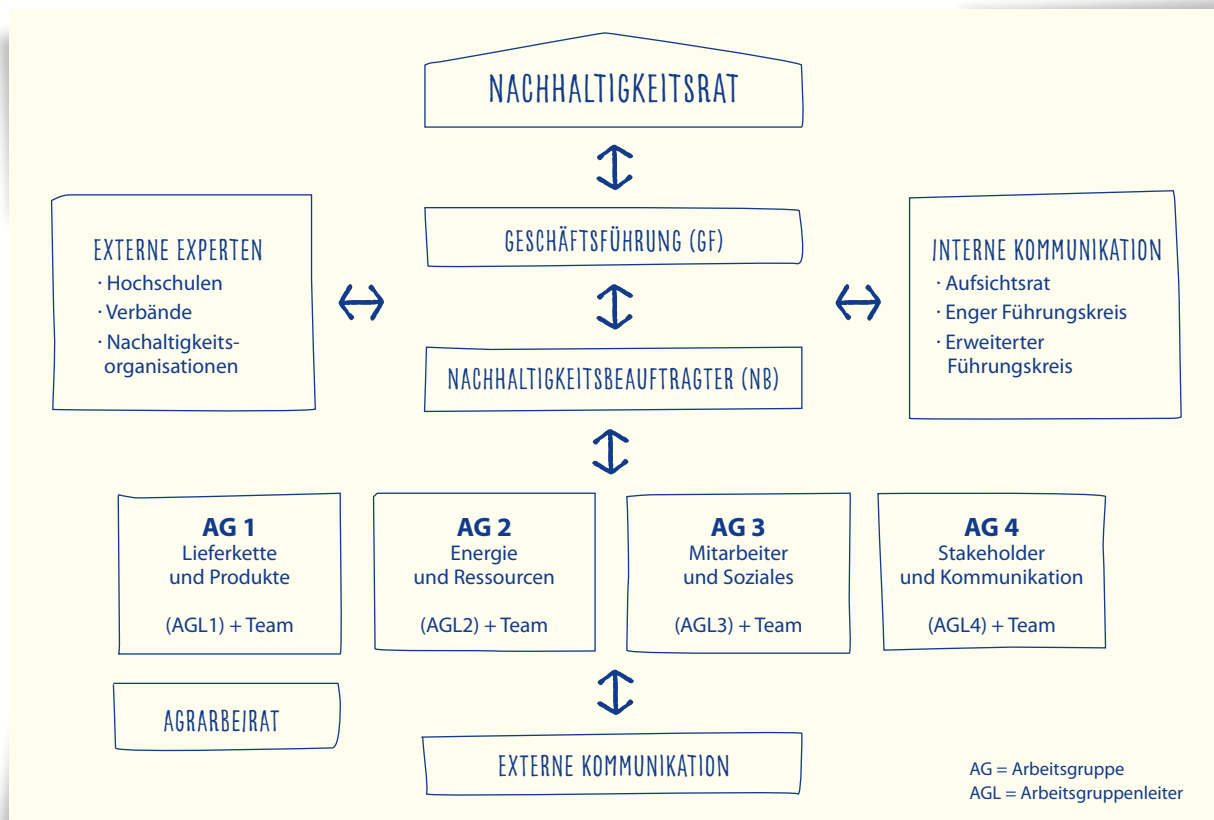 NACHHALTIGKEITSRAT
GESCHÄFTSFÜHRUNG (GF)
EXTERNE EXPERTEN
· Hochschulen
· Verbände
· Nachaltigkeits-
organisationen
INTERNE KOMMUNIKATION
· Aufsichtsrat
· Enger Führungskreis
· Erweiterter
Führungskreis
NACHHALTIGKEITSBEAUFTRAGTER (NB)
AG 1
Lieferkette
und Produkte
(AGL1) + Team
AG 2
Energie
und Ressourcen
(AGL2) + Team
AG 3
Mitarbeiter
und Soziales
(AGL3) + Team
AG 4
Stakeholder
und Kommunikation
(AGL4) + Team
AGRARBEIRAT
EXTERNE KOMMUNIKATION
AG = Arbeitsgruppe
AGL = Arbeitsgruppenleiter